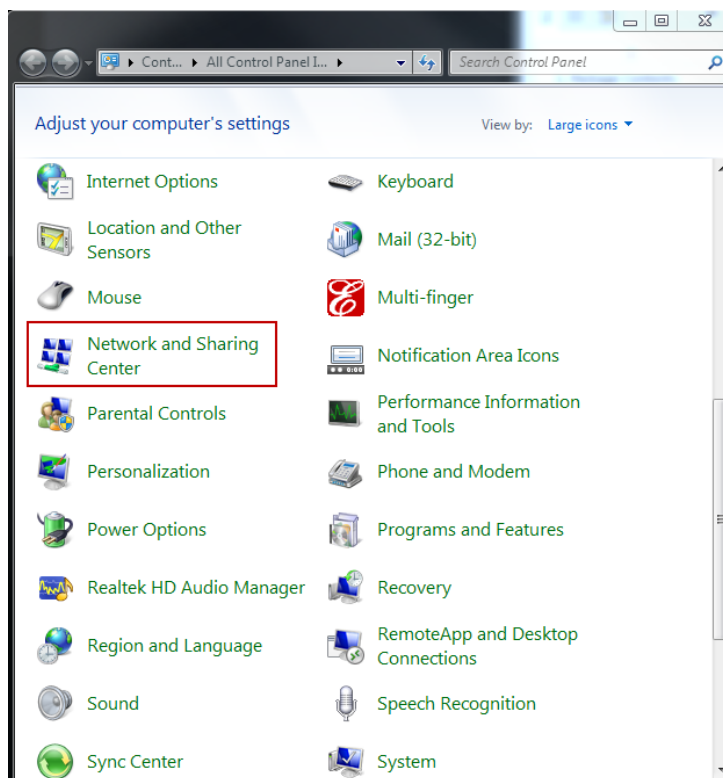 Cont... All Control Panel I...
Search Control Panel
Adjust your computer's settings
View by: Large icons
Internet Options
Keyboard
Location and Other
Sensors
Mail (32-bit)
Mouse
Multi-finger
Network and Sharing
Center
Notification Area Icons
Parental Controls
Performance Information
and Tools
Personalization
Phone and Modem
Power Options
Programs and Features
Realtek HD Audio Manager
Recovery
Region and Language
RemoteApp and Desktop
Connections
Sound
Speech Recognition
Sync Center
System